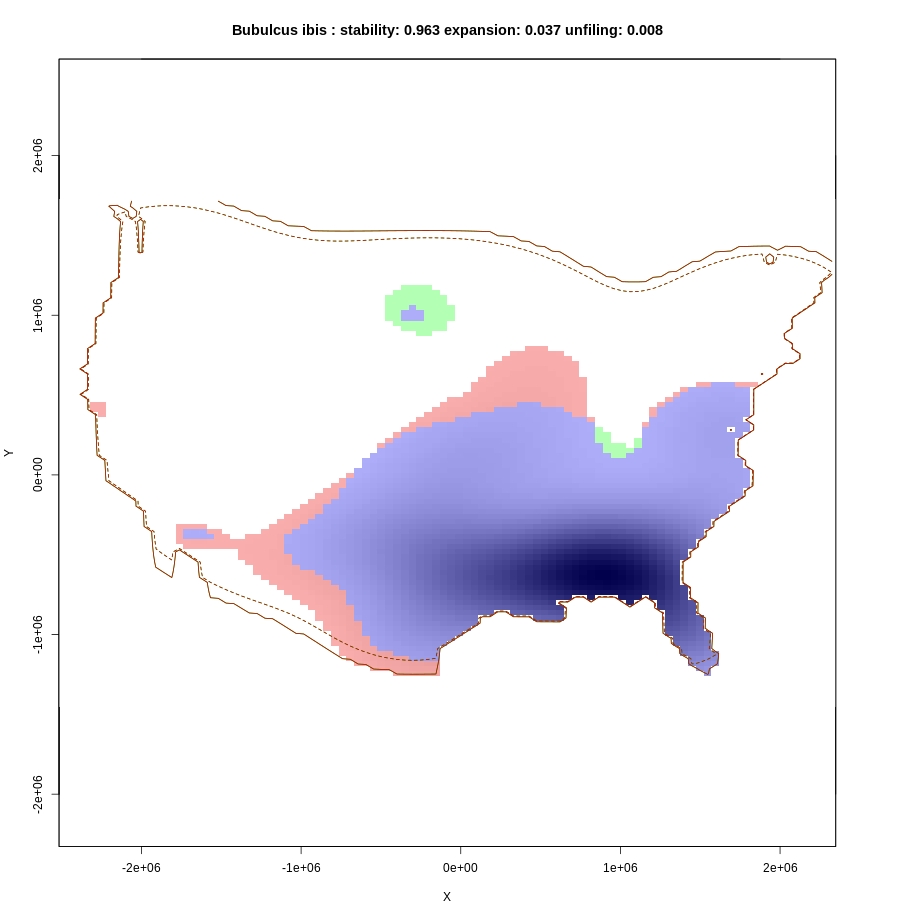 Bubulcus ibis : stability: 0.963 expansion: 0.037 unfiling: 0.008
2e+06
1e+06
0e+00
-1e+06
-2e+06
Y
-2e+06 -1e+06 0e+00 1e+06 2e+06
X